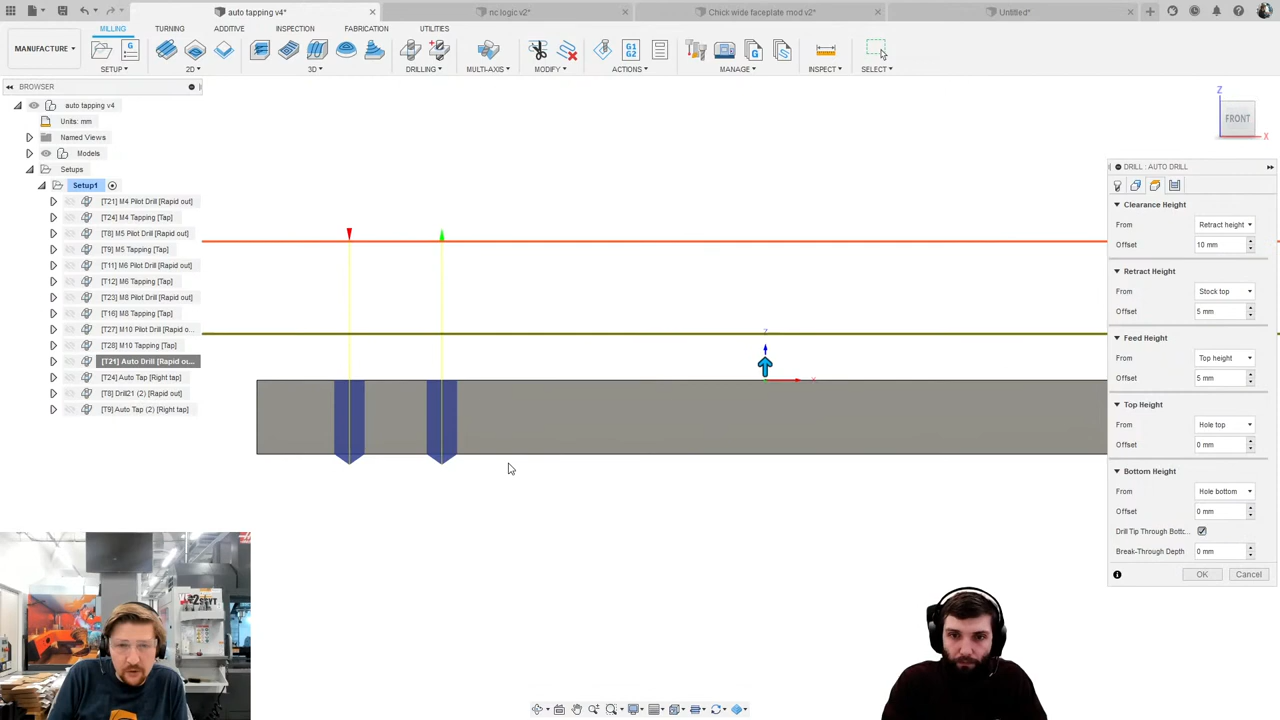 auto tapping v4*
nc logic v2*
Chick wide faceplate mod v2*
Untitled*
MILLING TURNING ADDITIVE INSPECTION FABRICATION UTILITIES
MANUFACTURE
SETUP
2D
3D
DRILLING
MULTI-AXIS
MODIFY
ACTIONS
MANAGE
INSPECT
SELECT
G1
G2
BROWSER
auto tapping v4
Units: mm
Named Views
Models
Setups
Setup1
[T21] M4 Pilot Drill [Rapid out]
[T24] M4 Tapping [Tap]
[T8] M5 Pilot Drill [Rapid out]
[T9] M5 Tapping [Tap]
[T11] M6 Pilot Drill [Rapid out]
[T12] M6 Tapping [Tap]
[T23] M8 Pilot Drill [Rapid out]
[T16] M8 Tapping [Tap]
[T27] M10 Pilot Drill [Rapid o...
[T28] M10 Tapping [Tap]
[T21] Auto Drill [Rapid ou...
[T24] Auto Tap [Right tap]
[T8] Drill21 (2) [Rapid out]
[T9] Auto Tap (2) [Right tap]
Z
FRONT
X
Z
X
DRILL : AUTO DRILL
Clearance Height
From Retract height
Offset 10 mm
Retract Height
From Stock top
Offset 5 mm
Feed Height
From Top height
Offset 5 mm
Top Height
From Hole top
Offset 0 mm
Bottom Height
From Hole bottom
Offset 0 mm
Drill Tip Through Botto...
Break-Through Depth 0 mm
OK Cancel